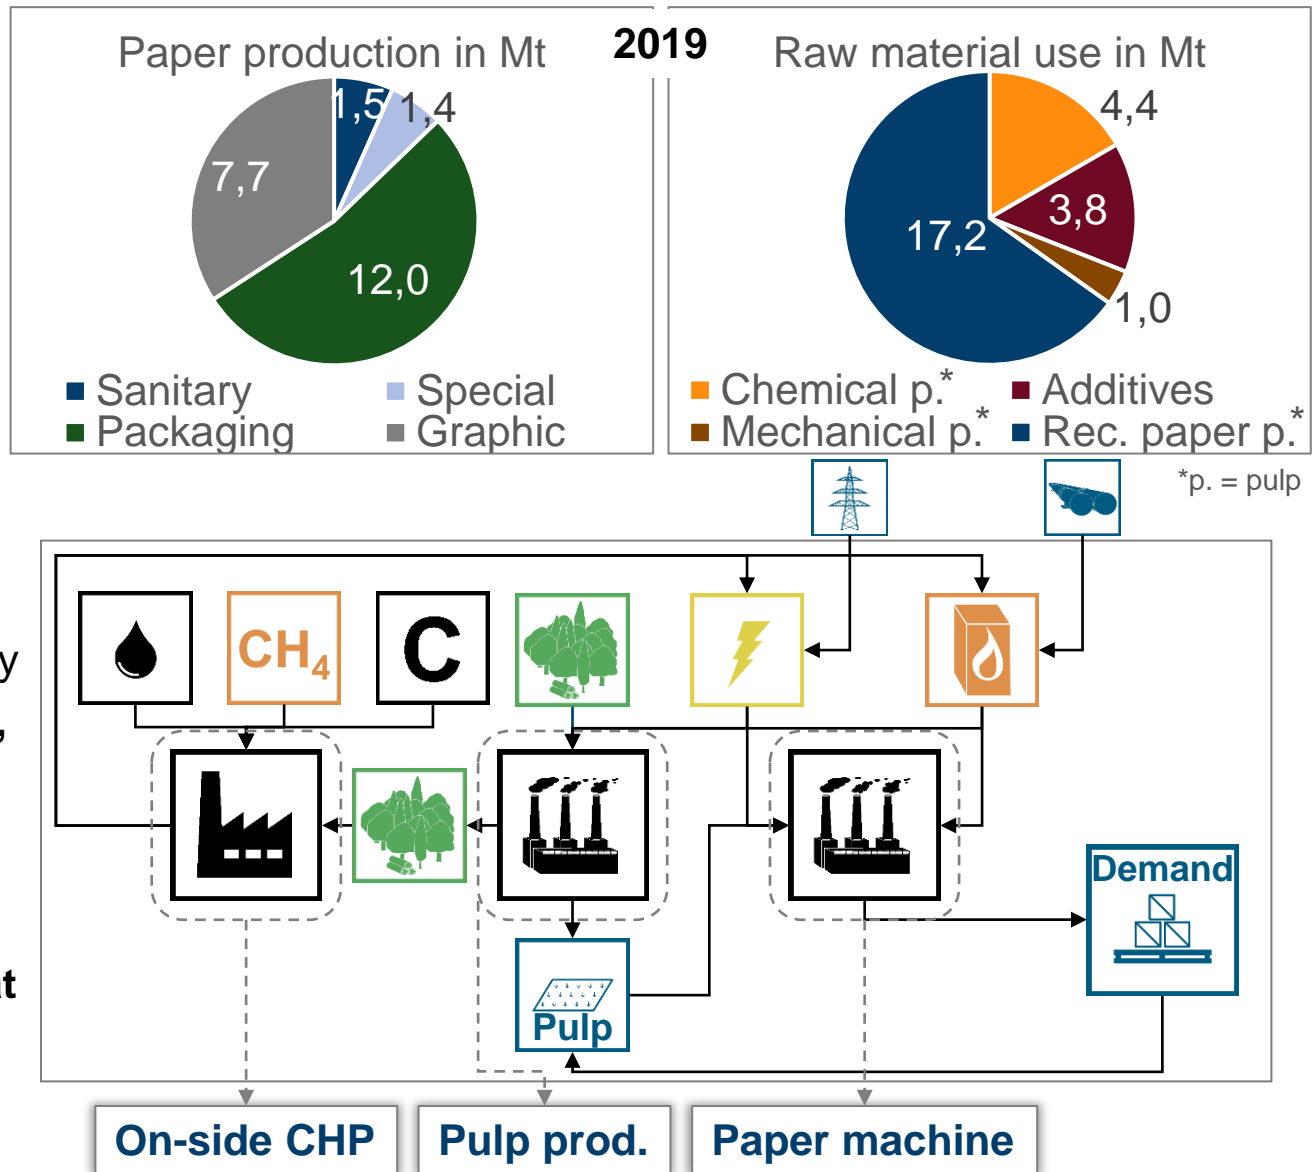 2019
Paper production in Mt
1,5
1,4
7,7
12,0
Sanitary
Special
Packaging
Graphic
Raw material use in Mt
4,4
3,8
17,2
1,0
Chemical p.*
Additives
Mechanical p.*
Rec. paper p.*
*p. = pulp
CH4
C
y
,
Demand
t
Pulp
On-side CHP
Pulp prod.
Paper machine